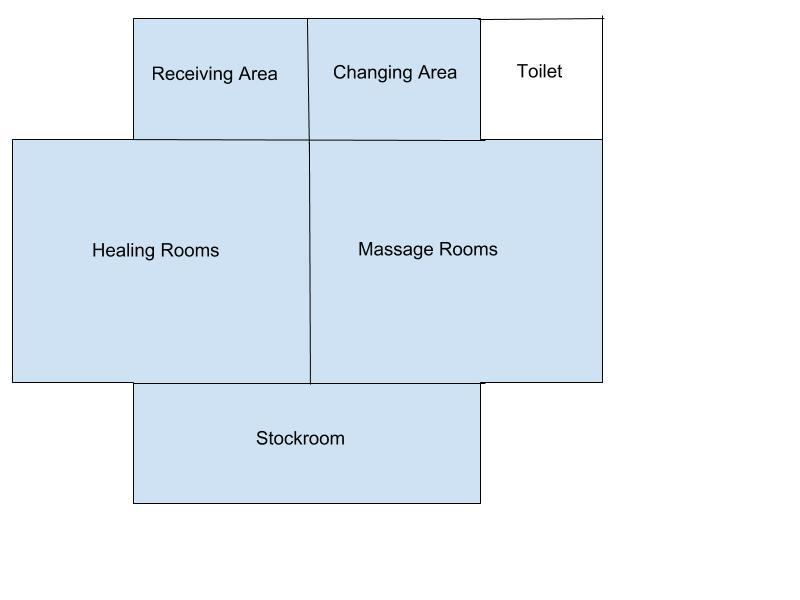 Receiving Area
Changing Area
Toilet
Healing Rooms
Massage Rooms
Stockroom